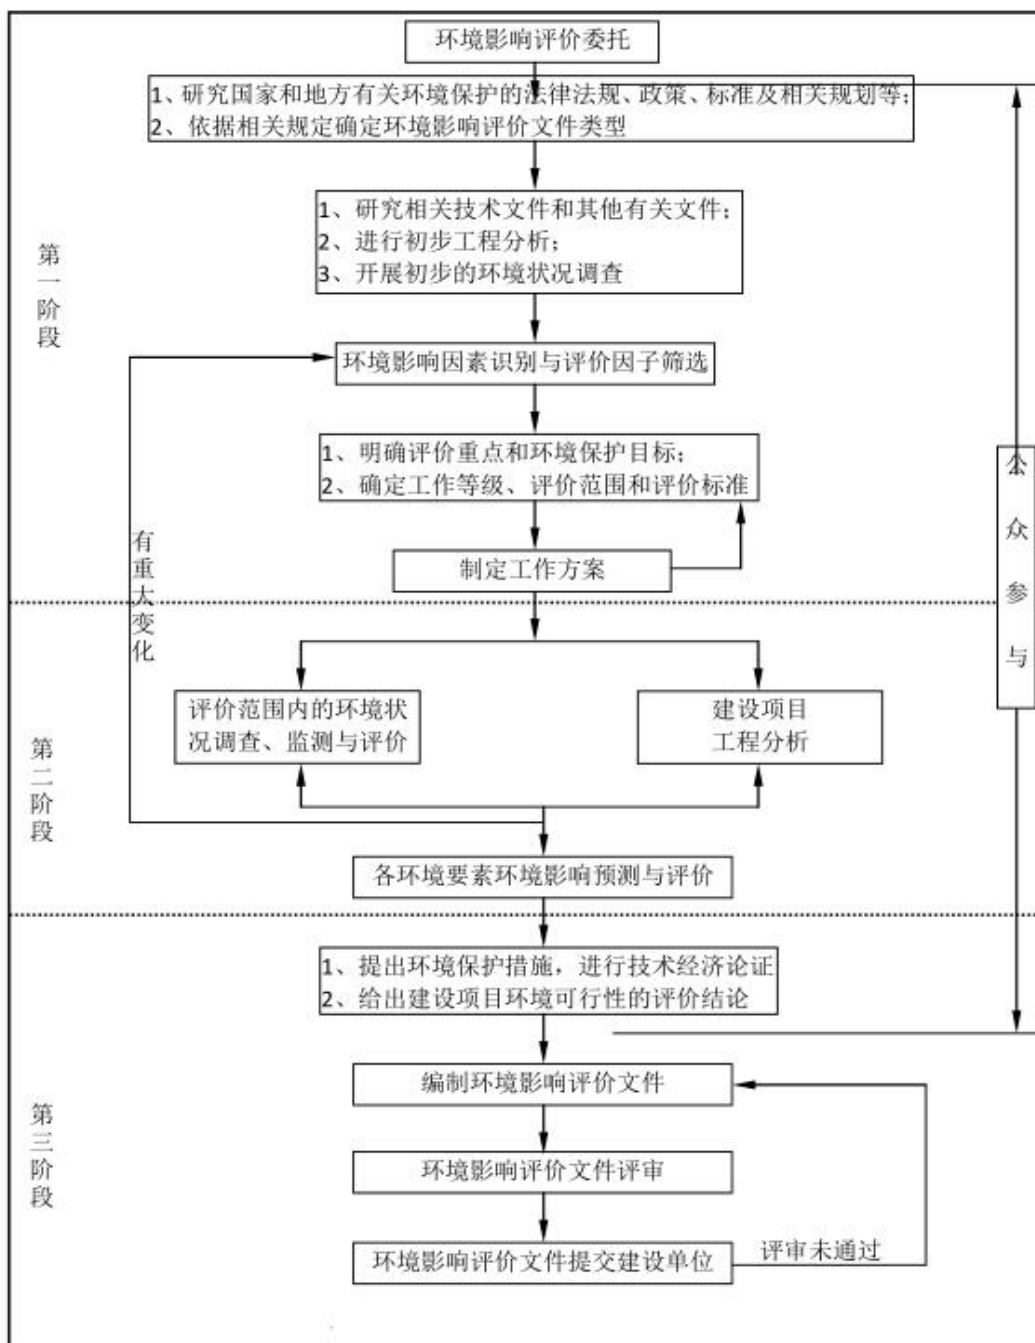 环境影响评价委托
1、研究国家和地方有关环境保护的法律法规、政策、标准及相关规划等;
2、依据相关规定确定环境影响评价文件类型
第一阶段
1、研究相关技术文件和其他有关文件;
2、进行初步工程分析;
3、开展初步的环境状况调查
环境影响因素识别与评价因子筛选
1、明确评价重点和环境保护目标;
2、确定工作等级、评价范围和评价标准
制定工作方案
有重大变化
公众参与
第二阶段
评价范围内的环境状
况调查、监测与评价
建设项目
工程分析
各环境要素环境影响预测与评价
第三阶段
1、提出环境保护措施，进行技术经济论证
2、给出建设项目环境可行性的评价结论
编制环境影响评价文件
环境影响评价文件评审
环境影响评价文件提交建设单位
评审未通过